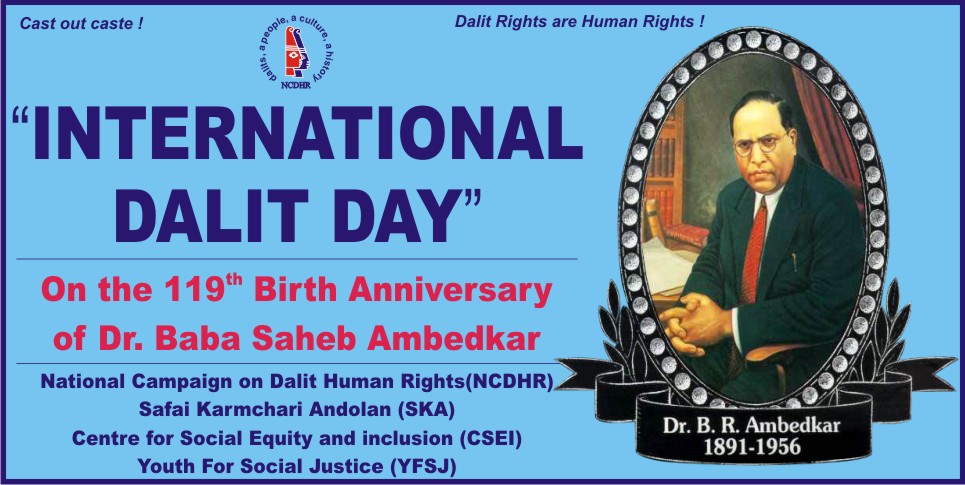 Cast out caste !
Dalit Rights are Human Rights !
dalits, a people, a culture, a history
NCDHR
“INTERNATIONAL
DALIT DAY”
On the 119th Birth Anniversary
of Dr. Baba Saheb Ambedkar
National Campaign on Dalit Human Rights(NCDHR)
Safai Karmchari Andolan (SKA)
Centre for Social Equity and inclusion (CSEI)
Youth For Social Justice (YFSJ)
Dr. B. R. Ambedkar
1891-1956